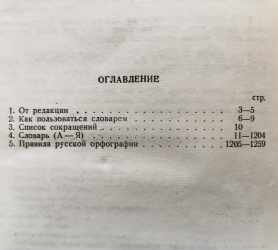 ОГЛАВЛЕНИЕ
стр.
1. От редакции . . . . . . . . . . . . . 3—5
2. Как пользоваться словарем . . . . . . . . . 6—9
3. Список сокращений . . . . . . . . . . . 10
4. Словарь (А — Я) . . . . . . . . . . . . 11—1204
5. Правила русской орфографии . . . . . . . . 1205—1259